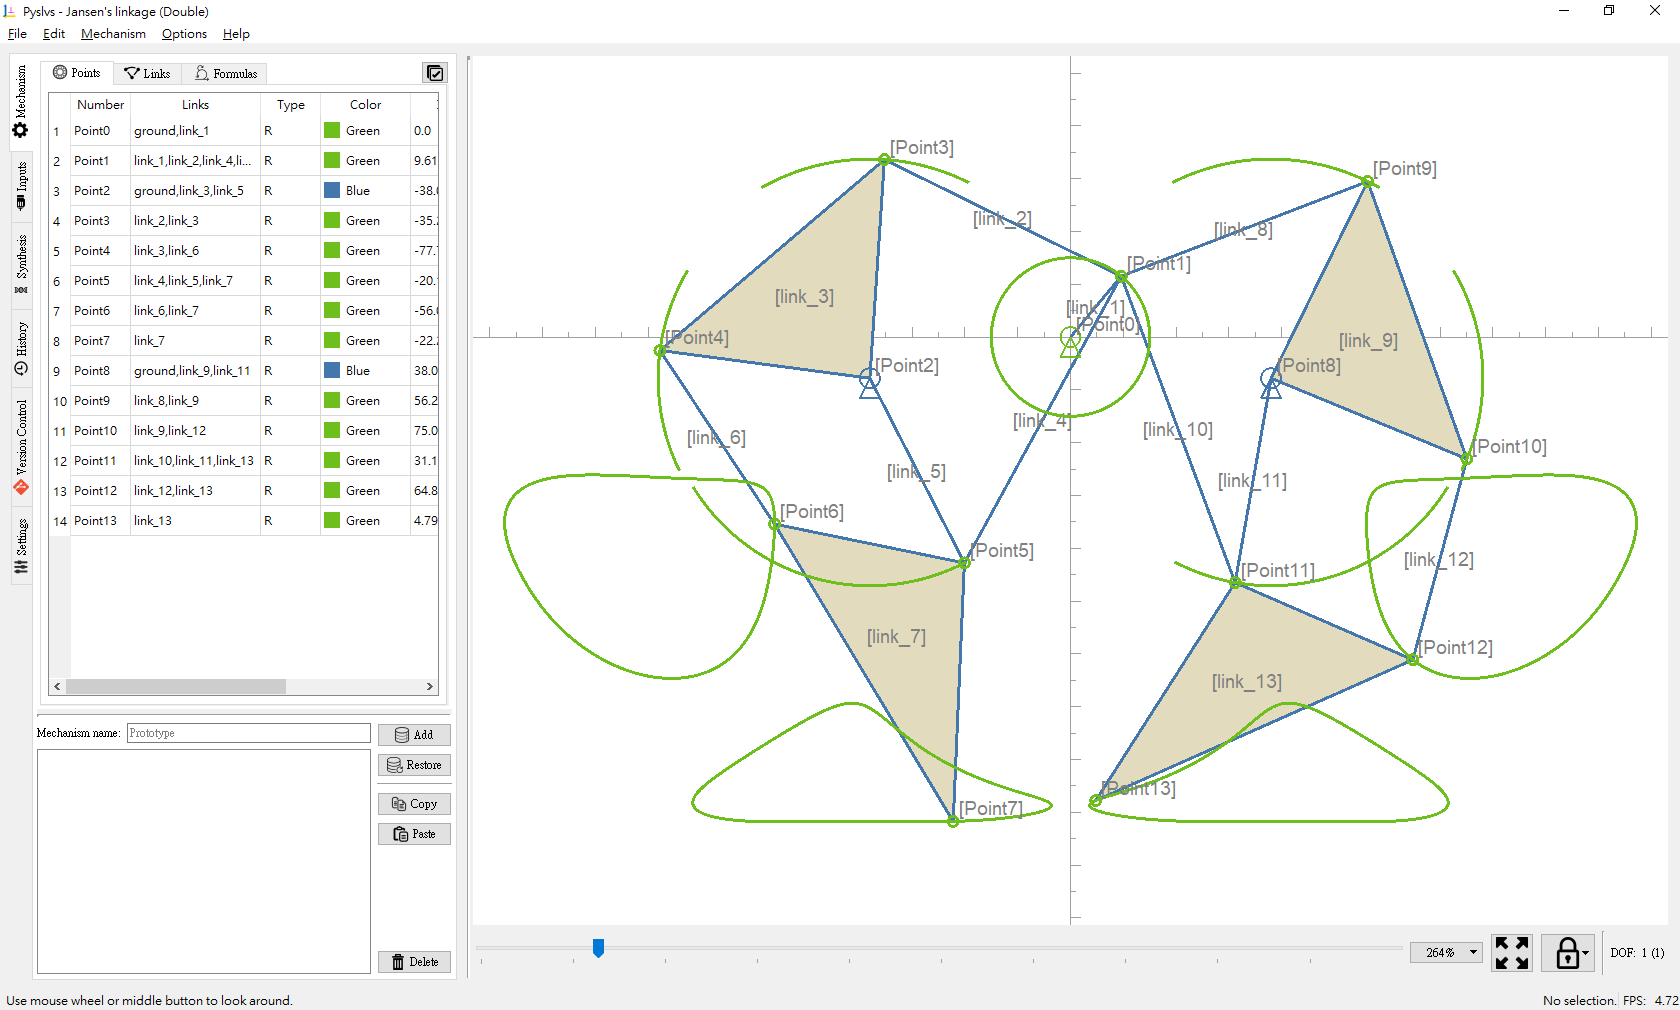 Pyslvs - Jansen's linkage (Double)
File Edit Mechanism Options Help
Mechanism
Inputs
Synthesis
History
Version Control
Settings
Points Links Formulas
Number Links Type Color
1 Point0 ground,link_1 R Green 0.0
2 Point1 link_1,link_2,link_4,li... R Green 9.61
3 Point2 ground,link_3,link_5 R Blue -38.
4 Point3 link_2,link_3 R Green -35.
5 Point4 link_3,link_6 R Green -77.
6 Point5 link_4,link_5,link_7 R Green -20.
7 Point6 link_6,link_7 R Green -56.
8 Point7 link_7 R Green -22.
9 Point8 ground,link_9,link_11 R Blue 38.0
10 Point9 link_8,link_9 R Green 56.2
11 Point10 link_9,link_12 R Green 75.0
12 Point11 link_10,link_11,link_13 R Green 31.1
13 Point12 link_12,link_13 R Green 64.8
14 Point13 link_13 R Green 4.79
Mechanism name: Prototype
Add
Restore
Copy
Paste
Delete
[Point3]
[Point9]
[link_2]
[link_8]
[Point1]
[link_3]
[link_1]
[Point0]
[Point4]
[link_9]
[Point2]
[Point8]
[link_4]
[link_10]
[link_6]
[Point10]
[link_5]
[link_11]
[Point6]
[Point5]
[link_12]
[Point11]
[link_7]
[Point12]
[link_13]
[Point13]
[Point7]
264%
DOF: 1 (1)
Use mouse wheel or middle button to look around.
No selection. FPS: 4.72